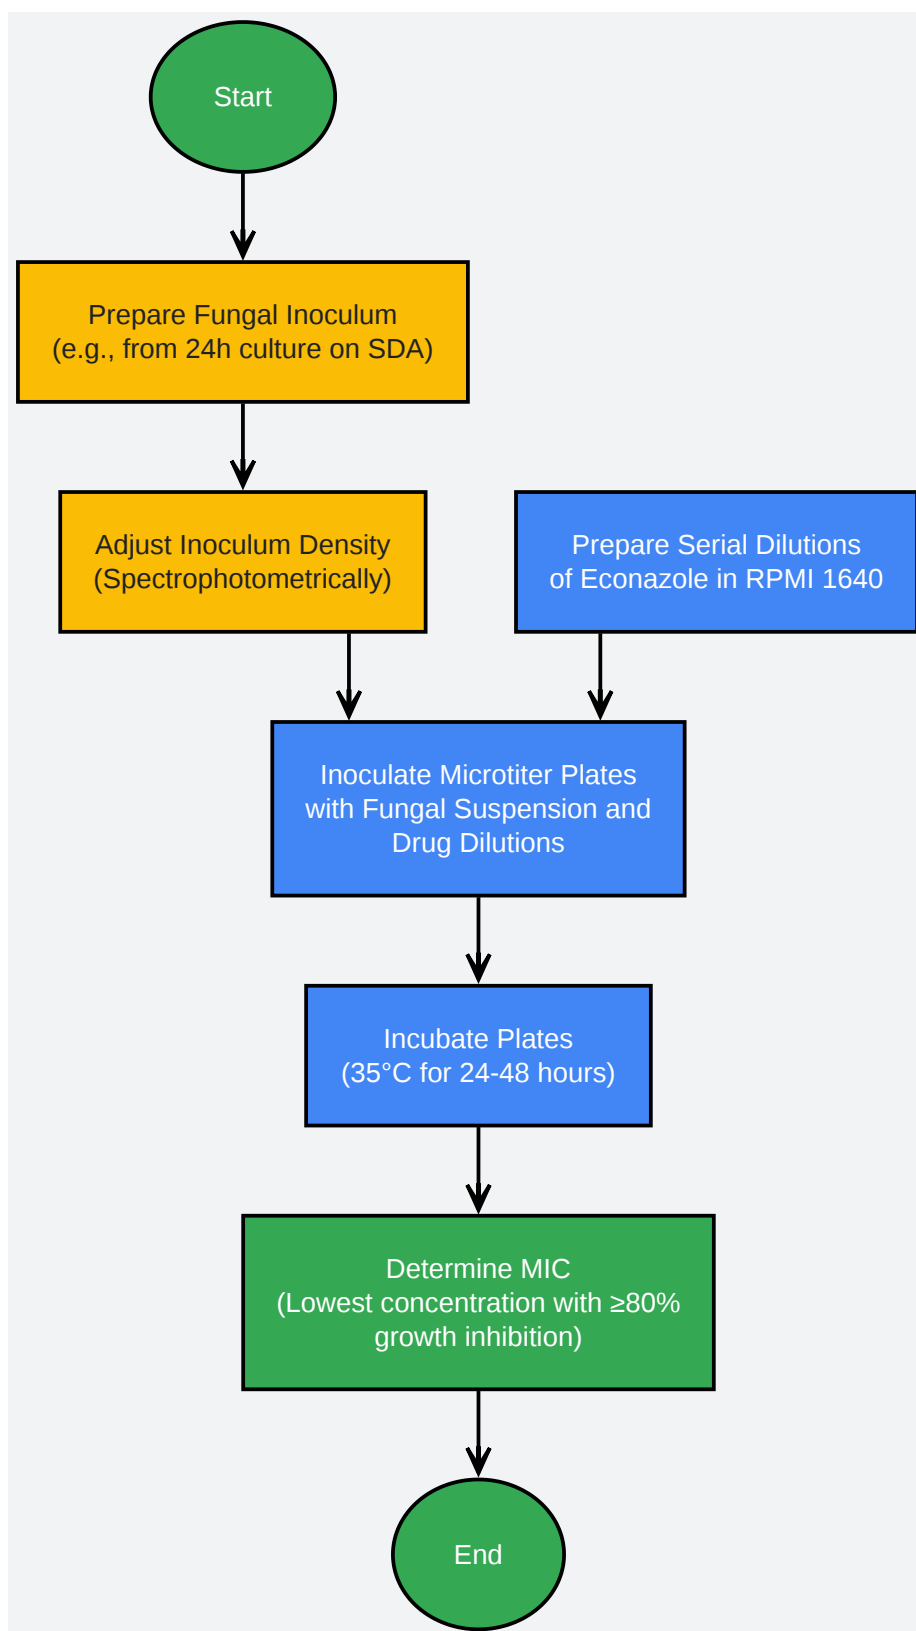 Start
Prepare Fungal Inoculum
(e.g., from 24h culture on SDA)
Adjust Inoculum Density
(Spectrophotometrically)
Prepare Serial Dilutions
of Econazole in RPMI 1640
Inoculate Microtiter Plates
with Fungal Suspension and
Drug Dilutions
Incubate Plates
(35°C for 24-48 hours)
Determine MIC
(Lowest concentration with ≥80%
growth inhibition)
End